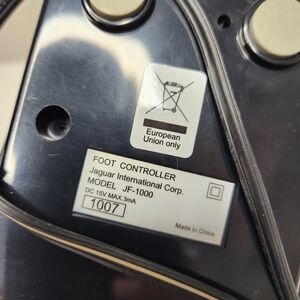 European
Union only
FOOT CONTROLLER
Jaguar International Corp.
MODEL JF-1000
DC 15V MAX.3mA
1007
Made in China